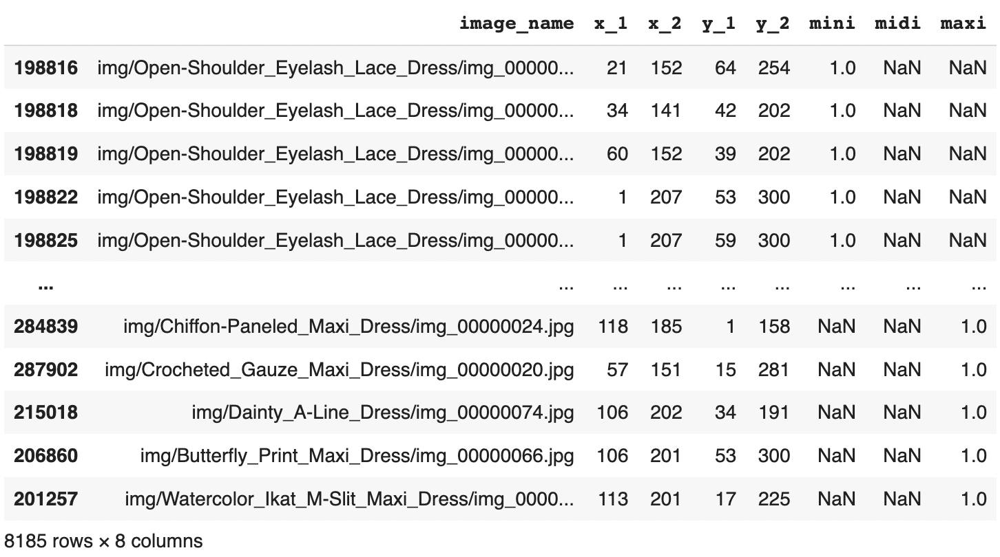 image_name x_1 x_2 y_1 y_2 mini midi maxi
198816 img/Open-Shoulder_Eyelash_Lace_Dress/img_00000... 21 152 64 254 1.0 NaN NaN
198818 img/Open-Shoulder_Eyelash_Lace_Dress/img_00000... 34 141 42 202 1.0 NaN NaN
198819 img/Open-Shoulder_Eyelash_Lace_Dress/img_00000... 60 152 39 202 1.0 NaN NaN
198822 img/Open-Shoulder_Eyelash_Lace_Dress/img_00000... 1 207 53 300 1.0 NaN NaN
198825 img/Open-Shoulder_Eyelash_Lace_Dress/img_00000... 1 207 59 300 1.0 NaN NaN
... ... ... ... ... ... ... ... ...
284839 img/Chiffon-Paneled_Maxi_Dress/img_00000024.jpg 118 185 1 158 NaN NaN 1.0
287902 img/Crocheted_Gauze_Maxi_Dress/img_00000020.jpg 57 151 15 281 NaN NaN 1.0
215018 img/Dainty_A-Line_Dress/img_00000074.jpg 106 202 34 191 NaN NaN 1.0
206860 img/Butterfly_Print_Maxi_Dress/img_00000066.jpg 106 201 53 300 NaN NaN 1.0
201257 img/Watercolor_Ikat_M-Slit_Maxi_Dress/img_0000... 113 201 17 225 NaN NaN 1.0
8185 rows × 8 columns